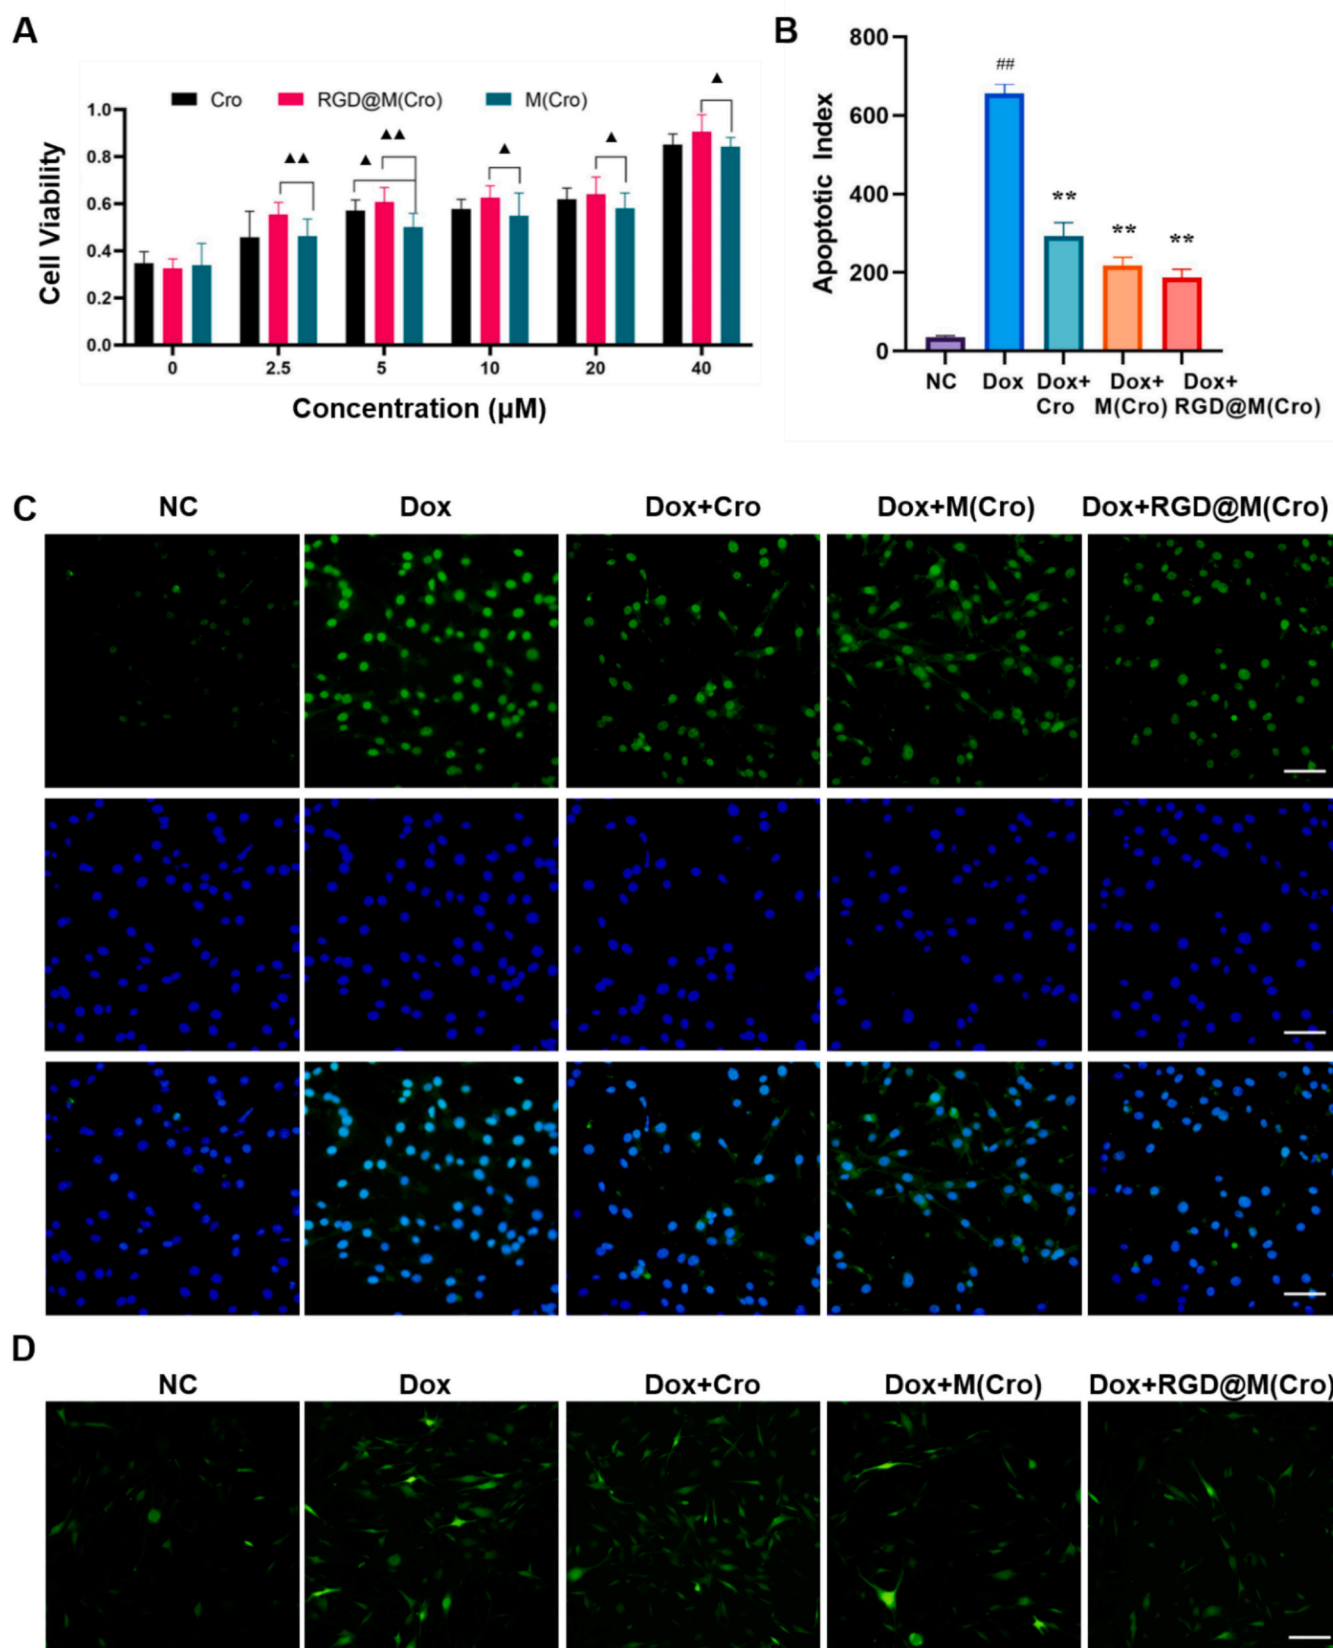 A
Cro RGD@M(Cro) M(Cro)
Cell Viability
1.0
0.8
0.6
0.4
0.2
0.0
▲▲
▲
▲▲
▲
▲
▲
0 2.5 5 10 20 40
Concentration (μM)
B
Apoptotic Index
800
600
400
200
0
##
**
**
**
NC Dox Dox+ Dox+ Dox+
Cro M(Cro) RGD@M(Cro)
C
NC Dox Dox+Cro Dox+M(Cro) Dox+RGD@M(Cro)
D
NC Dox Dox+Cro Dox+M(Cro) Dox+RGD@M(Cro)